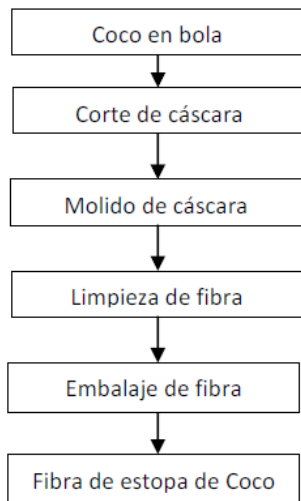 Coco en bola
Corte de cáscara
Molido de cáscara
Limpieza de fibra
Embalaje de fibra
Fibra de estopa de Coco